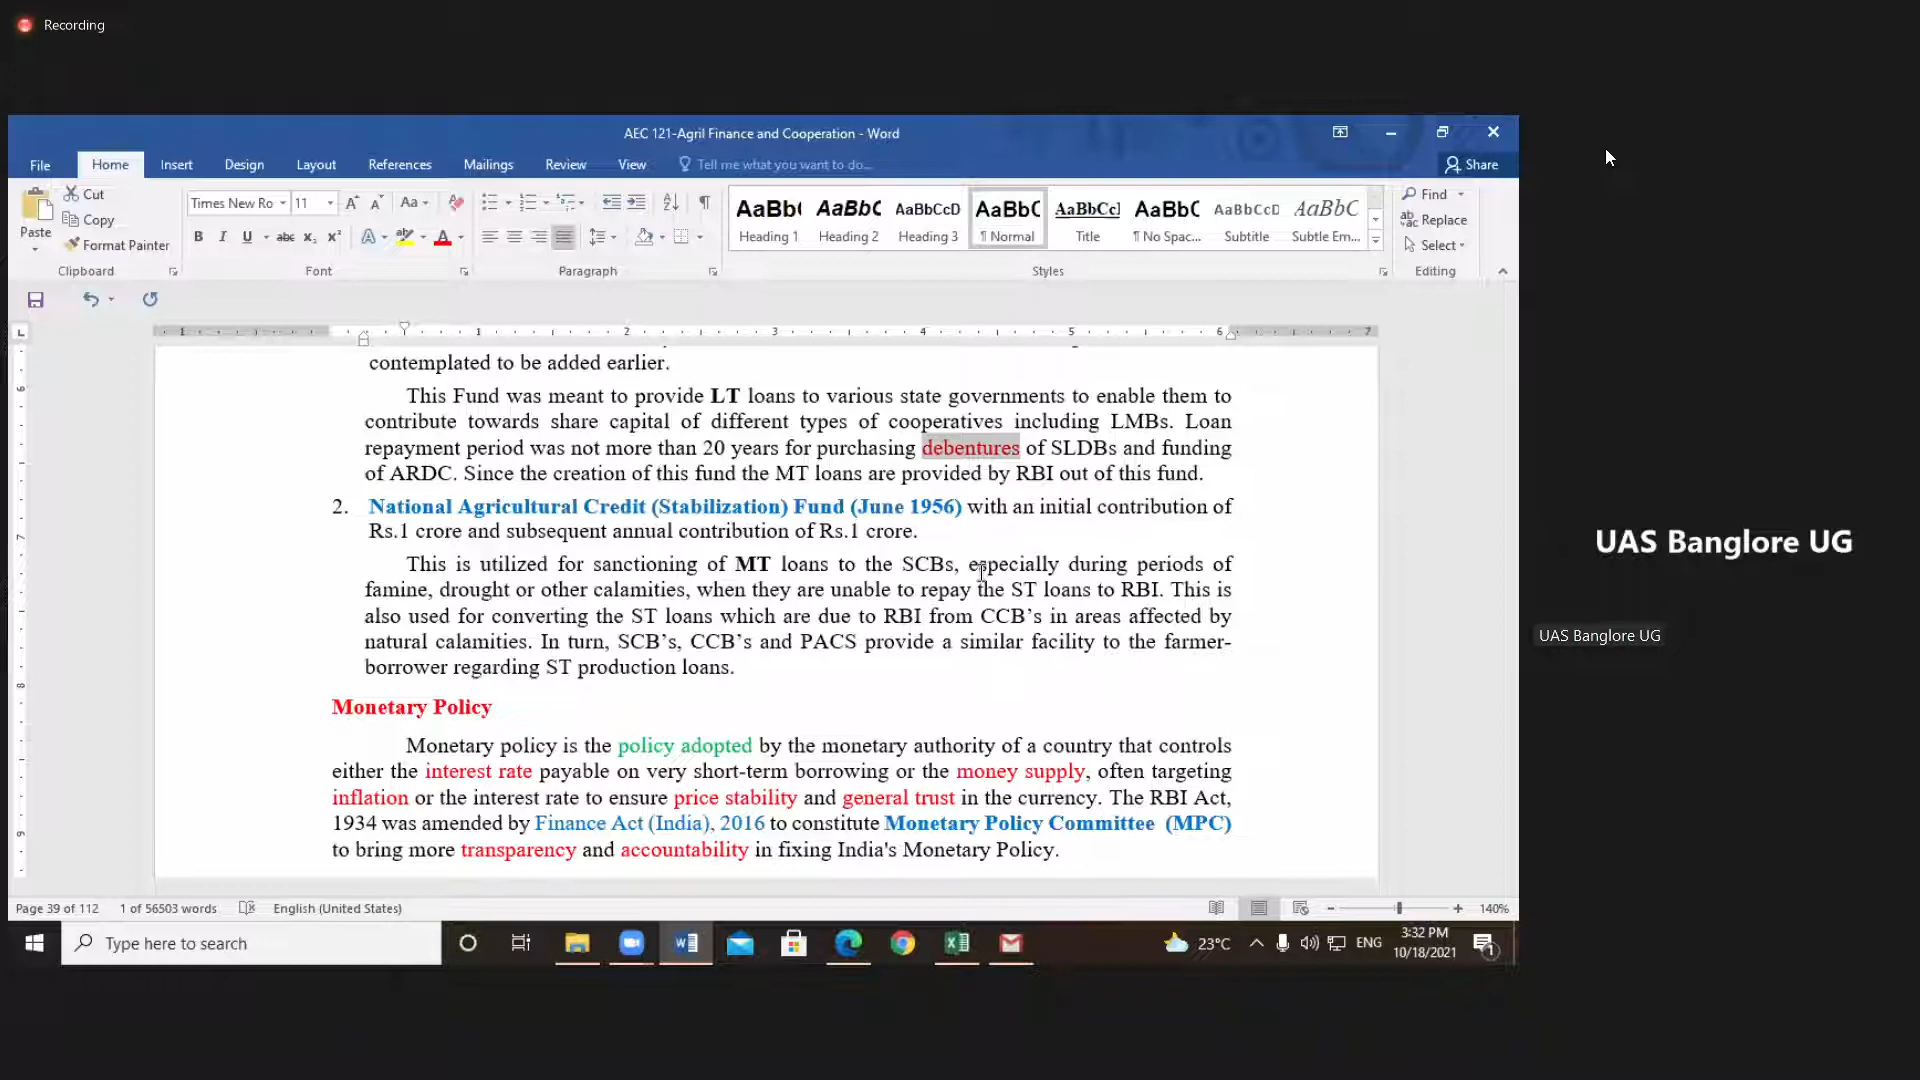 Recording
AEC 121-Agril Finance and Cooperation - Word
File Home Insert Design Layout References Mailings Review View Tell me what you want to do... Share
Paste
Cut
Copy
Format Painter
Clipboard
Times New Ro 11
Font
Paragraph
AaBb( AaBbC AaBbCcD AaBbC AaBbCcl AaBbC AaBbCcD AaBbC
Heading 1 Heading 2 Heading 3 ¶ Normal Title ¶ No Spac... Subtitle Subtle Em...
Styles
Find
Replace
Select
Editing
1 1 2 3 4 5 6 7
contemplated to be added earlier.
This Fund was meant to provide LT loans to various state governments to enable them to
contribute towards share capital of different types of cooperatives including LMBs. Loan
repayment period was not more than 20 years for purchasing debentures of SLDBs and funding
of ARDC. Since the creation of this fund the MT loans are provided by RBI out of this fund.
2. National Agricultural Credit (Stabilization) Fund (June 1956) with an initial contribution of
Rs.1 crore and subsequent annual contribution of Rs.1 crore.
This is utilized for sanctioning of MT loans to the SCBs, especially during periods of
famine, drought or other calamities, when they are unable to repay the ST loans to RBI. This is
also used for converting the ST loans which are due to RBI from CCB's in areas affected by
natural calamities. In turn, SCB's, CCB's and PACS provide a similar facility to the farmer-
borrower regarding ST production loans.
Monetary Policy
Monetary policy is the policy adopted by the monetary authority of a country that controls
either the interest rate payable on very short-term borrowing or the money supply, often targeting
inflation or the interest rate to ensure price stability and general trust in the currency. The RBI Act,
1934 was amended by Finance Act (India), 2016 to constitute Monetary Policy Committee (MPC)
to bring more transparency and accountability in fixing India's Monetary Policy.
Page 39 of 112 1 of 56503 words English (United States) 140%
Type here to search
23°C ENG 3:32 PM
10/18/2021
1
UAS Banglore UG
UAS Banglore UG